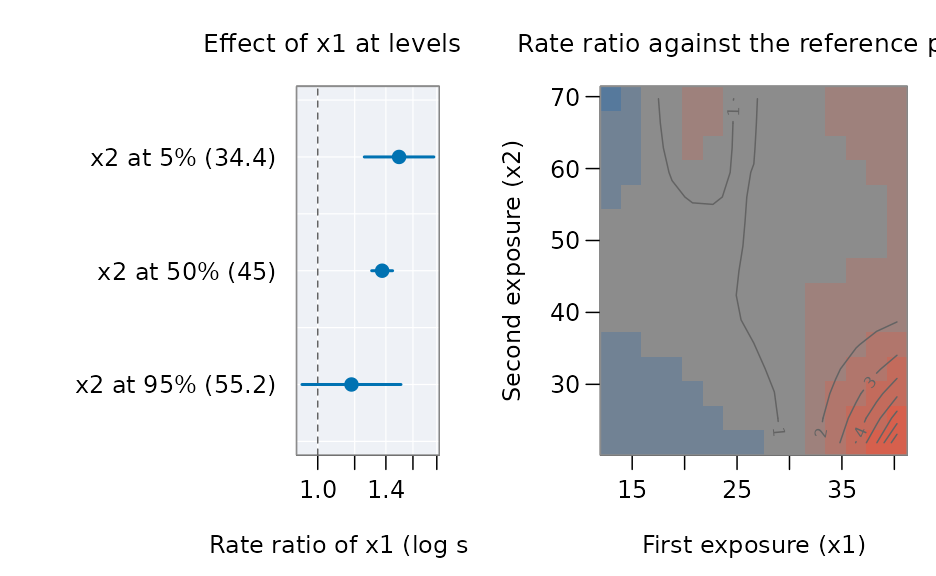 Effect of x1 at levels
x2 at 5% (34.4)
x2 at 50% (45)
x2 at 95% (55.2)
1.0 1.4
Rate ratio of x1 (log s
Rate ratio against the reference p
Second exposure (x2)
70
60
50
40
30
1
1
2
3
4
15 25 35
First exposure (x1)